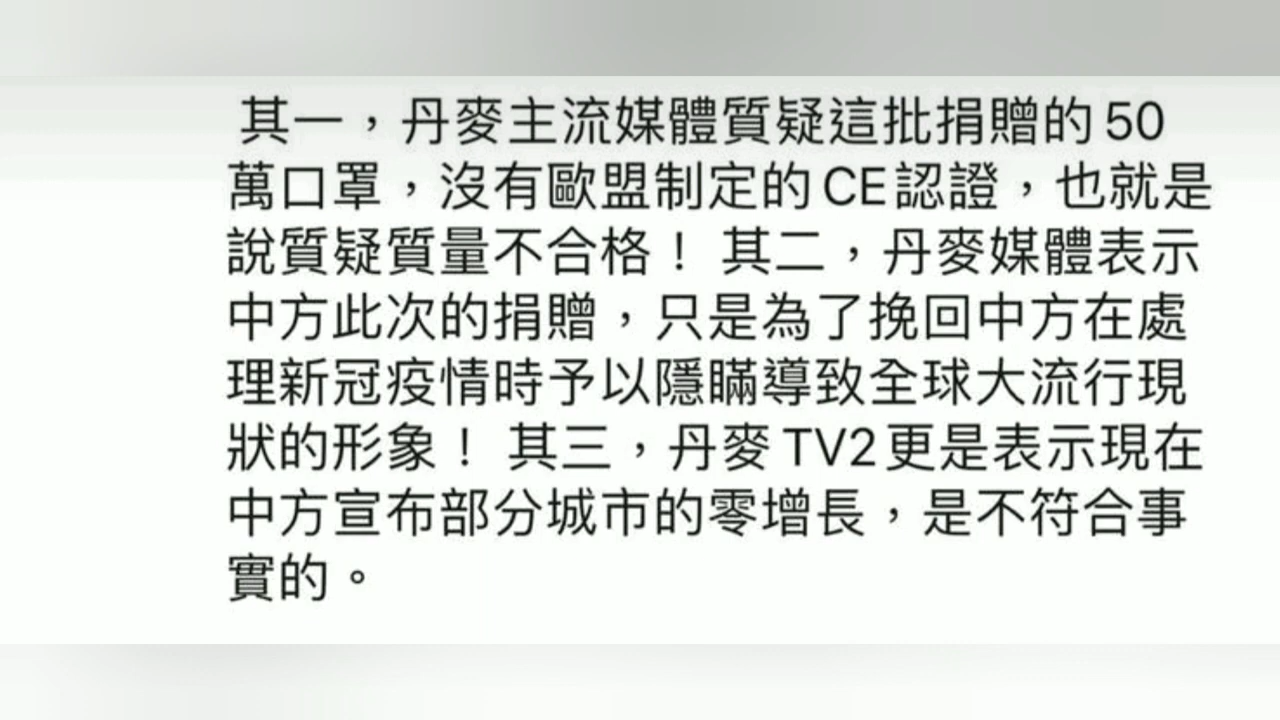 其一，丹麥主流媒體質疑這批捐贈的50
萬口罩，沒有歐盟制定的CE認證，也就是
說質疑質量不合格！ 其二，丹麥媒體表示
中方此次的捐贈，只是為了挽回中方在處
理新冠疫情時予以隱瞞導致全球大流行現
狀的形象！ 其三，丹麥TV2更是表示現在
中方宣布部分城市的零增長，是不符合事
實的。